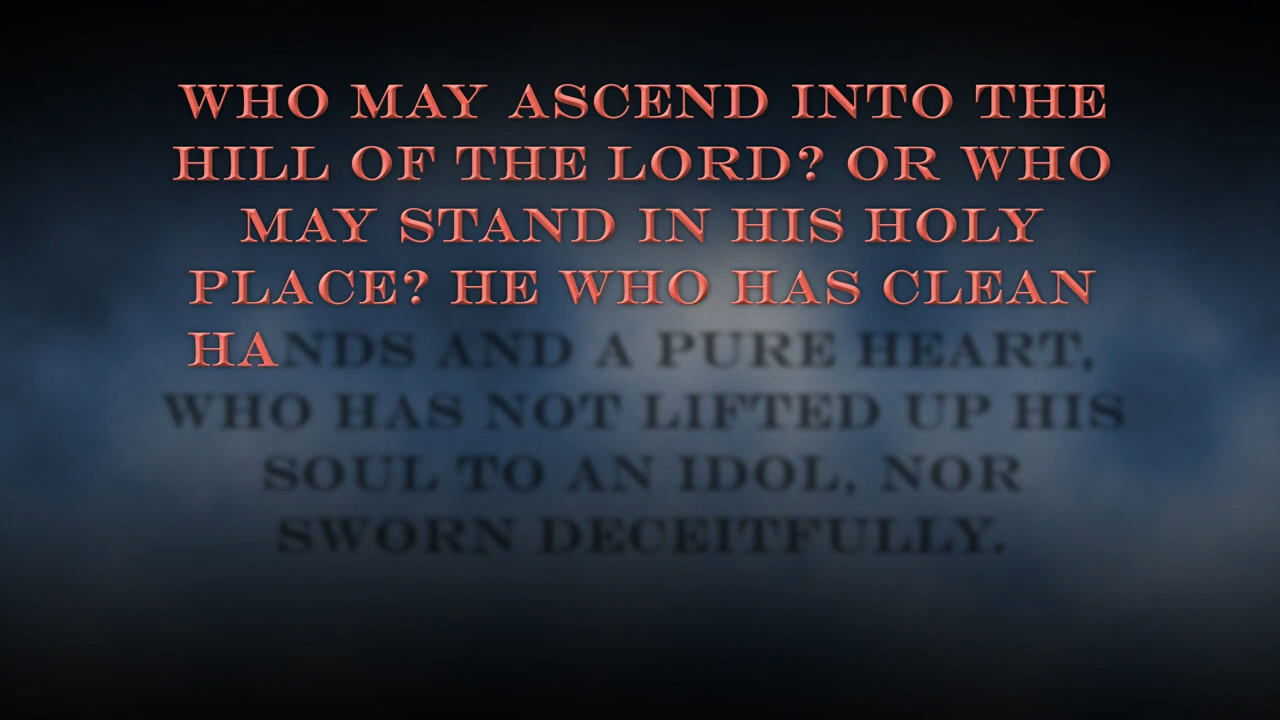 WHO MAY ASCEND INTO THE
HILL OF THE LORD? OR WHO
MAY STAND IN HIS HOLY
PLACE? HE WHO HAS CLEAN
HANDS AND A PURE HEART,
WHO HAS NOT LIFTED UP HIS
SOUL TO AN IDOL, NOR
SWORN DECEITFULLY.